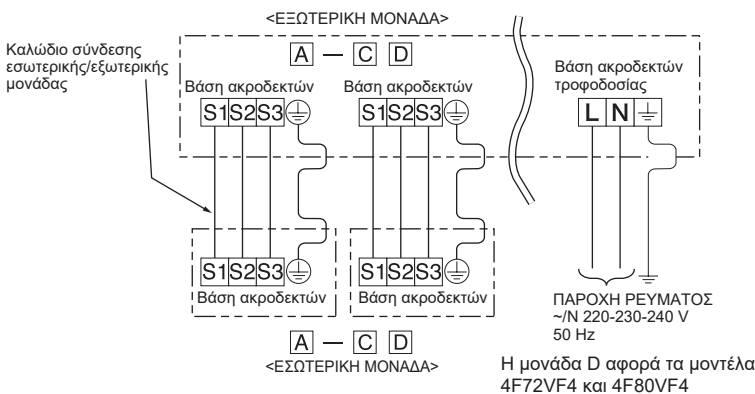 <ΕΞΩΤΕΡΙΚΗ ΜΟΝΑΔΑ>
A — C D
Καλώδιο σύνδεσης
εσωτερικής/εξωτερικής
μονάδας
Βάση ακροδεκτών
Βάση ακροδεκτών
Βάση ακροδεκτών
τροφοδοσίας
S1 S2 S3
S1 S2 S3
L N
S1 S2 S3
S1 S2 S3
Βάση ακροδεκτών
Βάση ακροδεκτών
ΠΑΡΟΧΗ ΡΕΥΜΑΤΟΣ
~/N 220-230-240 V
50 Hz
A — C D
<ΕΣΩΤΕΡΙΚΗ ΜΟΝΑΔΑ>
Η μονάδα D αφορά τα μοντέλα
4F72VF4 και 4F80VF4